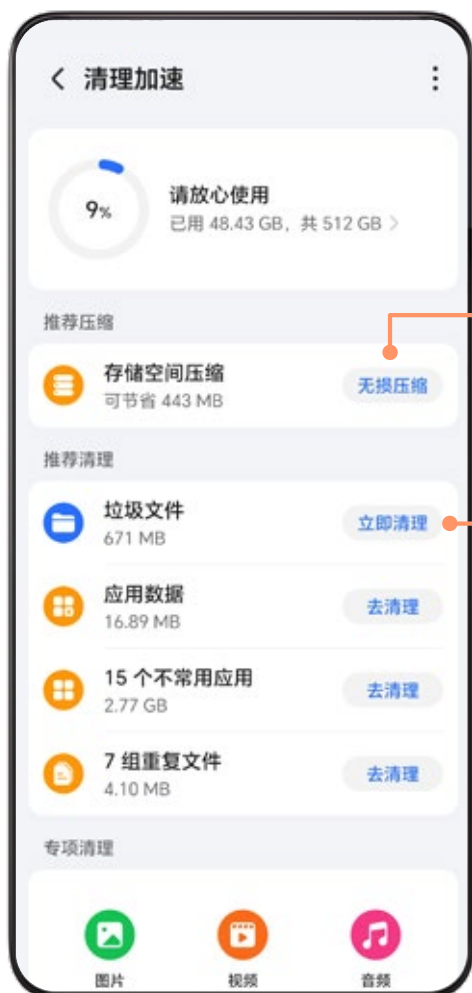 清理加速
9%
请放心使用
已用 48.43 GB，共 512 GB
推荐压缩
存储空间压缩
可节省 443 MB
无损压缩
推荐清理
垃圾文件
671 MB
立即清理
应用数据
16.89 MB
去清理
15 个不常用应用
2.77 GB
去清理
7 组重复文件
4.10 MB
去清理
专项清理
图片
视频
音频